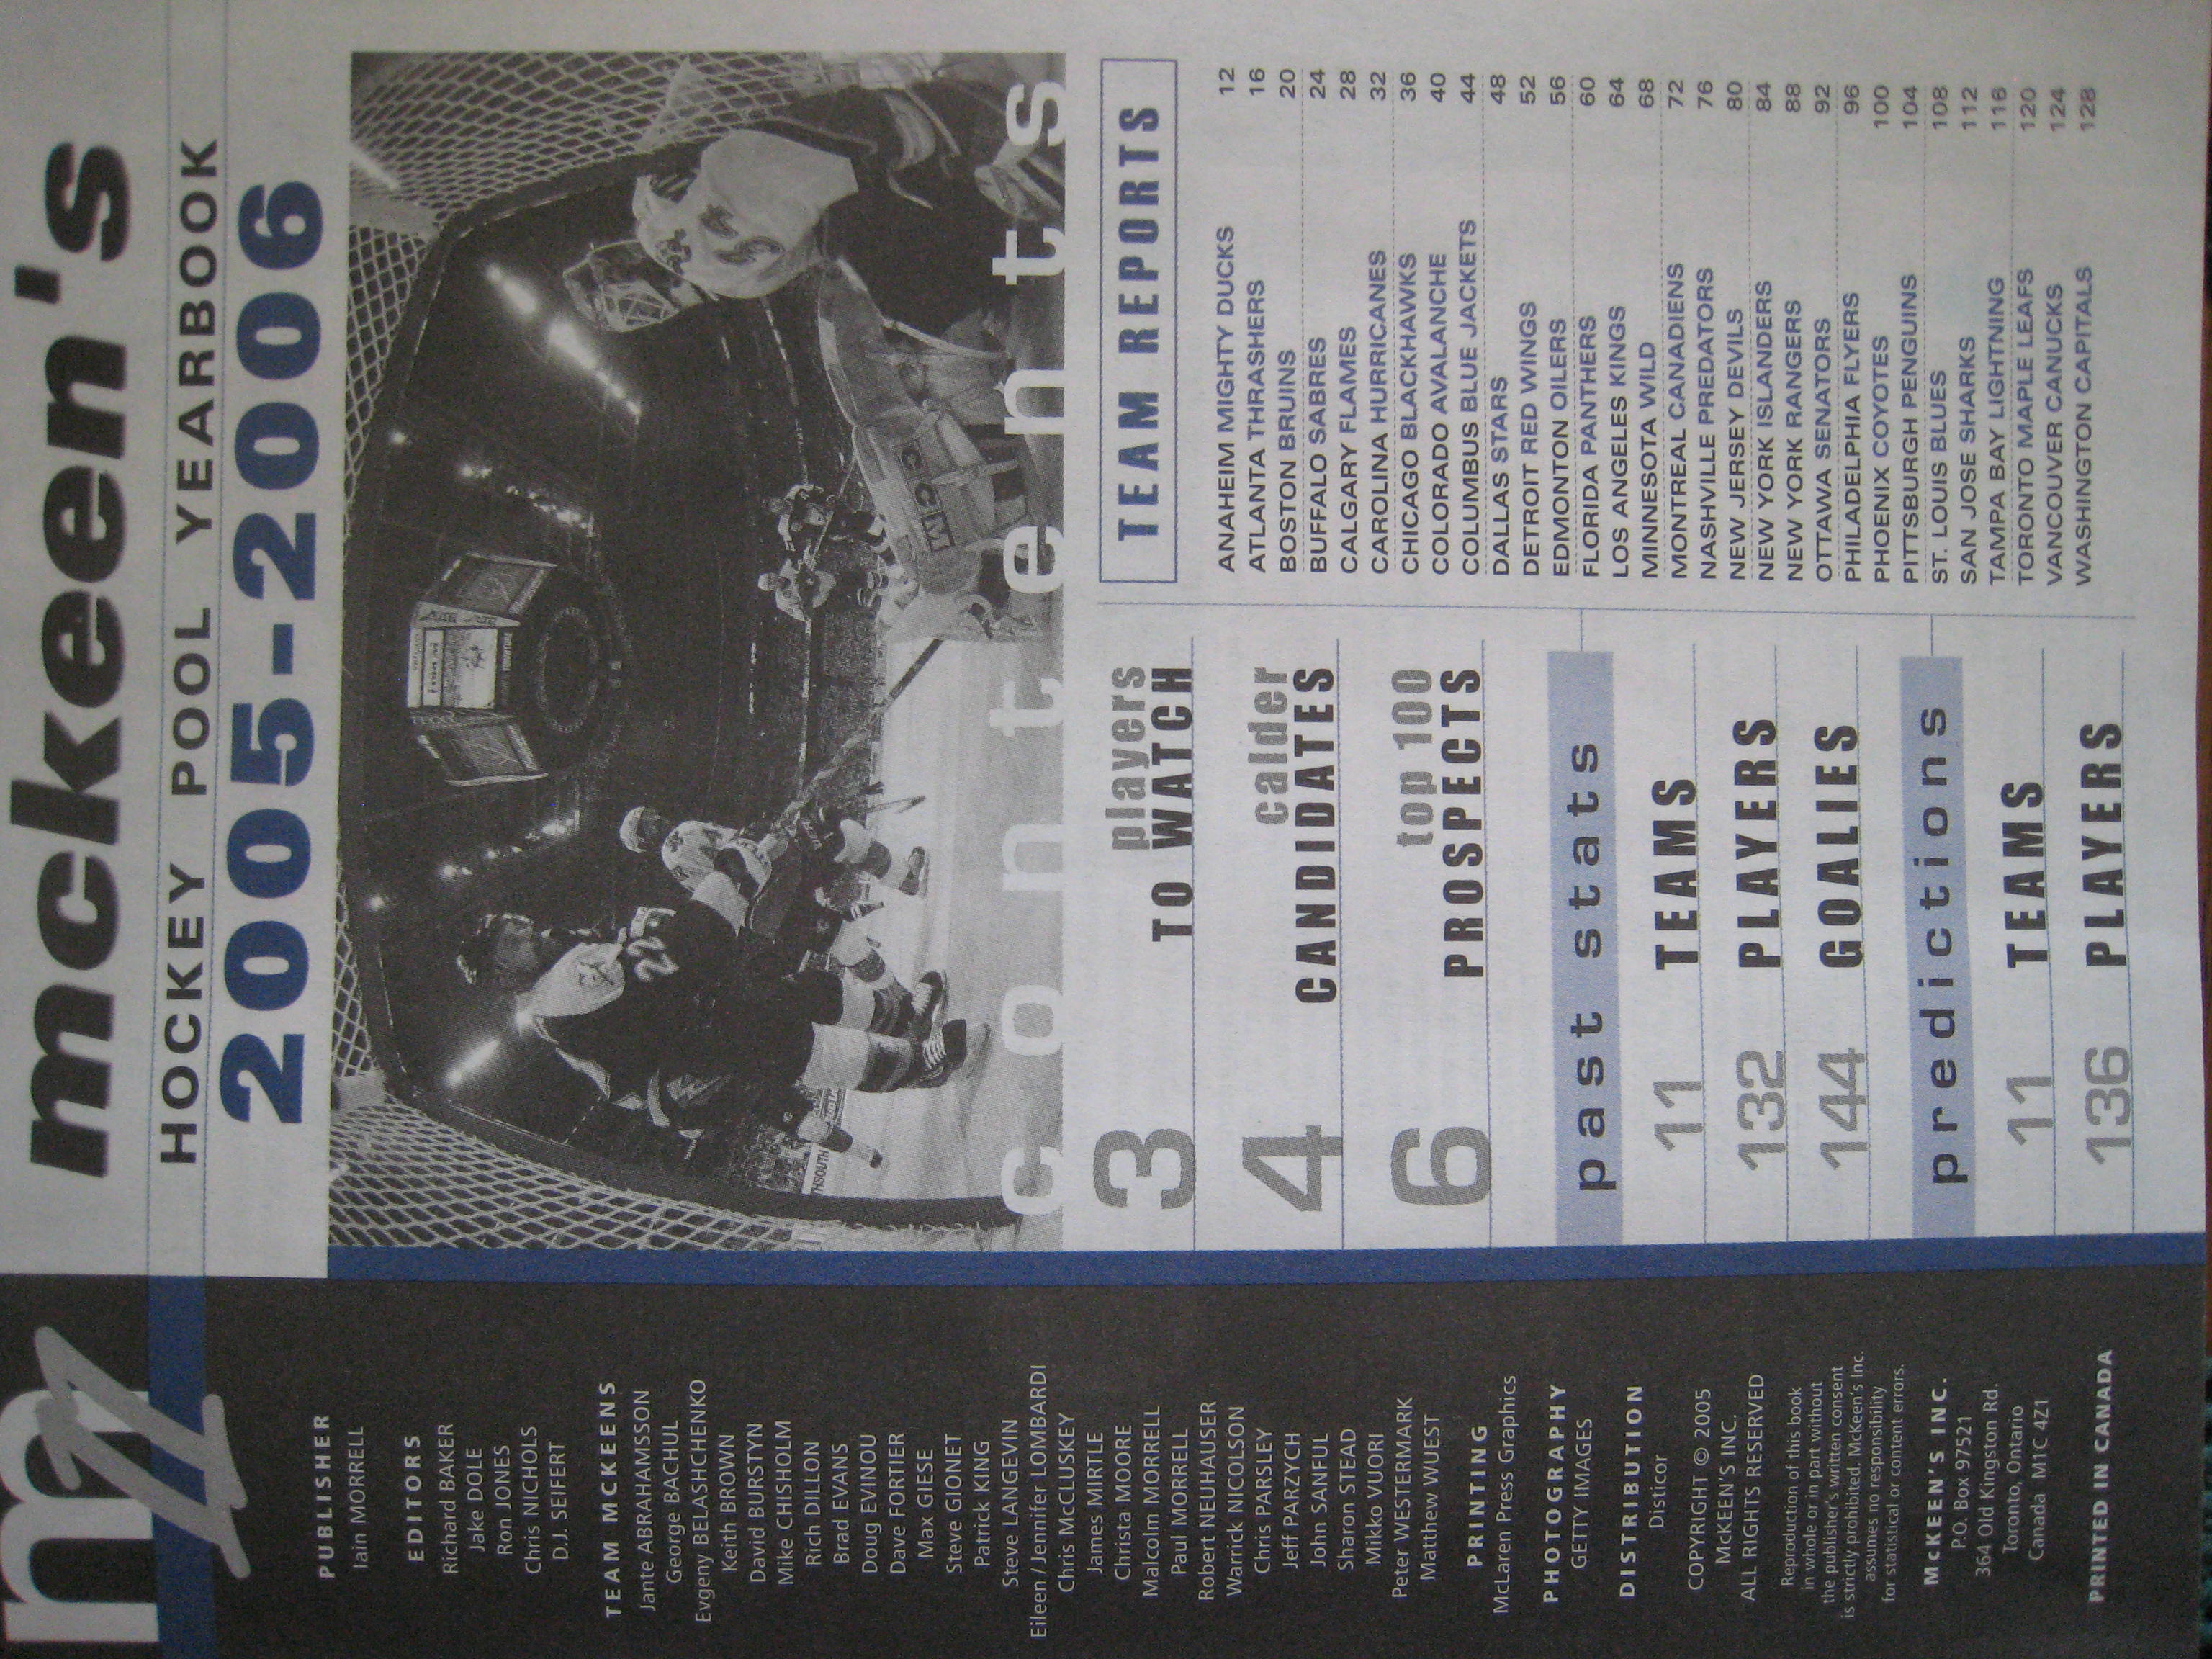 m
mckeen's
HOCKEY POOL YEARBOOK
2005-2006
PUBLISHER
Iain MORRELL
EDITORS
Richard BAKER
Jake DOLE
Ron JONES
Chris NICHOLS
D.J. SEIFERT
TEAM MCKEENS
Jante ABRAHAMSSON
George BACHUL
Evgeny BELASHCHENKO
Keith BROWN
David BURSTYN
Mike CHISHOLM
Rich DILLON
Brad EVANS
Doug EVINOU
Dave FORTIER
Max GIESE
Steve GIONET
Patrick KING
Steve LANGEVIN
Eileen / Jennifer LOMBARDI
Chris McCLUSKEY
James MIRTLE
Christa MOORE
Malcolm MORRELL
Paul MORRELL
Robert NEUHAUSER
Warrick NICOLSON
Chris PARSLEY
Jeff PARZYCH
John SANFUL
Sharon STEAD
Mikko VUORI
Peter WESTERMARK
Matthew WUEST
PRINTING
McLaren Press Graphics
PHOTOGRAPHY
GETTY IMAGES
DISTRIBUTION
Disticor
COPYRIGHT © 2005
McKEEN'S INC.
ALL RIGHTS RESERVED
Reproduction of this book
in whole or in part without
the publisher's written consent
is strictly prohibited. McKeen's Inc.
assumes no responsibility
for statistical or content errors.
McKEEN'S INC.
P.O. Box 97521
364 Old Kingston Rd.
Toronto, Ontario
Canada M1C 4Z1
PRINTED IN CANADA
22
CCM
THSOUTH
contents
3 players
TO WATCH
4 calder
CANDIDATES
6 top 100
PROSPECTS
past stats
11 TEAMS
132 PLAYERS
144 GOALIES
predictions
11 TEAMS
136 PLAYERS
TEAM REPORTS
ANAHEIM MIGHTY DUCKS 12
ATLANTA THRASHERS 16
BOSTON BRUINS 20
BUFFALO SABRES 24
CALGARY FLAMES 28
CAROLINA HURRICANES 32
CHICAGO BLACKHAWKS 36
COLORADO AVALANCHE 40
COLUMBUS BLUE JACKETS 44
DALLAS STARS 48
DETROIT RED WINGS 52
EDMONTON OILERS 56
FLORIDA PANTHERS 60
LOS ANGELES KINGS 64
MINNESOTA WILD 68
MONTREAL CANADIENS 72
NASHVILLE PREDATORS 76
NEW JERSEY DEVILS 80
NEW YORK ISLANDERS 84
NEW YORK RANGERS 88
OTTAWA SENATORS 92
PHILADELPHIA FLYERS 96
PHOENIX COYOTES 100
PITTSBURGH PENGUINS 104
ST. LOUIS BLUES 108
SAN JOSE SHARKS 112
TAMPA BAY LIGHTNING 116
TORONTO MAPLE LEAFS 120
VANCOUVER CANUCKS 124
WASHINGTON CAPITALS 128